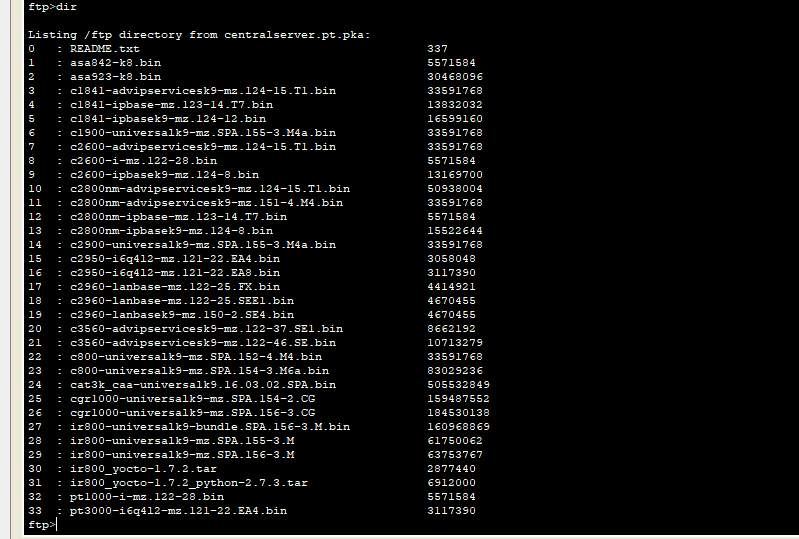 ftp>dir
Listing /ftp directory from centralserver.pt.pka:
0 : README.txt 337
1 : asa842-k8.bin 5571584
2 : asa923-k8.bin 30468096
3 : c1841-advipservicesk9-mz.124-15.T1.bin 33591768
4 : c1841-ipbase-mz.123-14.T7.bin 13832032
5 : c1841-ipbasek9-mz.124-12.bin 16599160
6 : c1900-universalk9-mz.SPA.155-3.M4a.bin 33591768
7 : c2600-advipservicesk9-mz.124-15.T1.bin 33591768
8 : c2600-i-mz.122-28.bin 5571584
9 : c2600-ipbasek9-mz.124-8.bin 13169700
10 : c2800nm-advipservicesk9-mz.124-15.T1.bin 50938004
11 : c2800nm-advipservicesk9-mz.151-4.M4.bin 33591768
12 : c2800nm-ipbase-mz.123-14.T7.bin 5571584
13 : c2800nm-ipbasek9-mz.124-8.bin 15522644
14 : c2900-universalk9-mz.SPA.155-3.M4a.bin 33591768
15 : c2950-i6q4l2-mz.121-22.EA4.bin 3058048
16 : c2950-i6q4l2-mz.121-22.EA8.bin 3117390
17 : c2960-lanbase-mz.122-25.FX.bin 4414921
18 : c2960-lanbase-mz.122-25.SEE1.bin 4670455
19 : c2960-lanbasek9-mz.150-2.SE4.bin 4670455
20 : c3560-advipservicesk9-mz.122-37.SE1.bin 8662192
21 : c3560-advipservicesk9-mz.122-46.SE.bin 10713279
22 : c800-universalk9-mz.SPA.152-4.M4.bin 33591768
23 : c800-universalk9-mz.SPA.154-3.M6a.bin 83029236
24 : cat3k_caa-universalk9.16.03.02.SPA.bin 505532849
25 : cgr1000-universalk9-mz.SPA.154-2.CG 159487552
26 : cgr1000-universalk9-mz.SPA.156-3.CG 184530138
27 : ir800-universalk9-bundle.SPA.156-3.M.bin 160968869
28 : ir800-universalk9-mz.SPA.155-3.M 61750062
29 : ir800-universalk9-mz.SPA.156-3.M 63753767
30 : ir800_yocto-1.7.2.tar 2877440
31 : ir800_yocto-1.7.2_python-2.7.3.tar 6912000
32 : pt1000-i-mz.122-28.bin 5571584
33 : pt3000-i6q4l2-mz.121-22.EA4.bin 3117390
ftp>